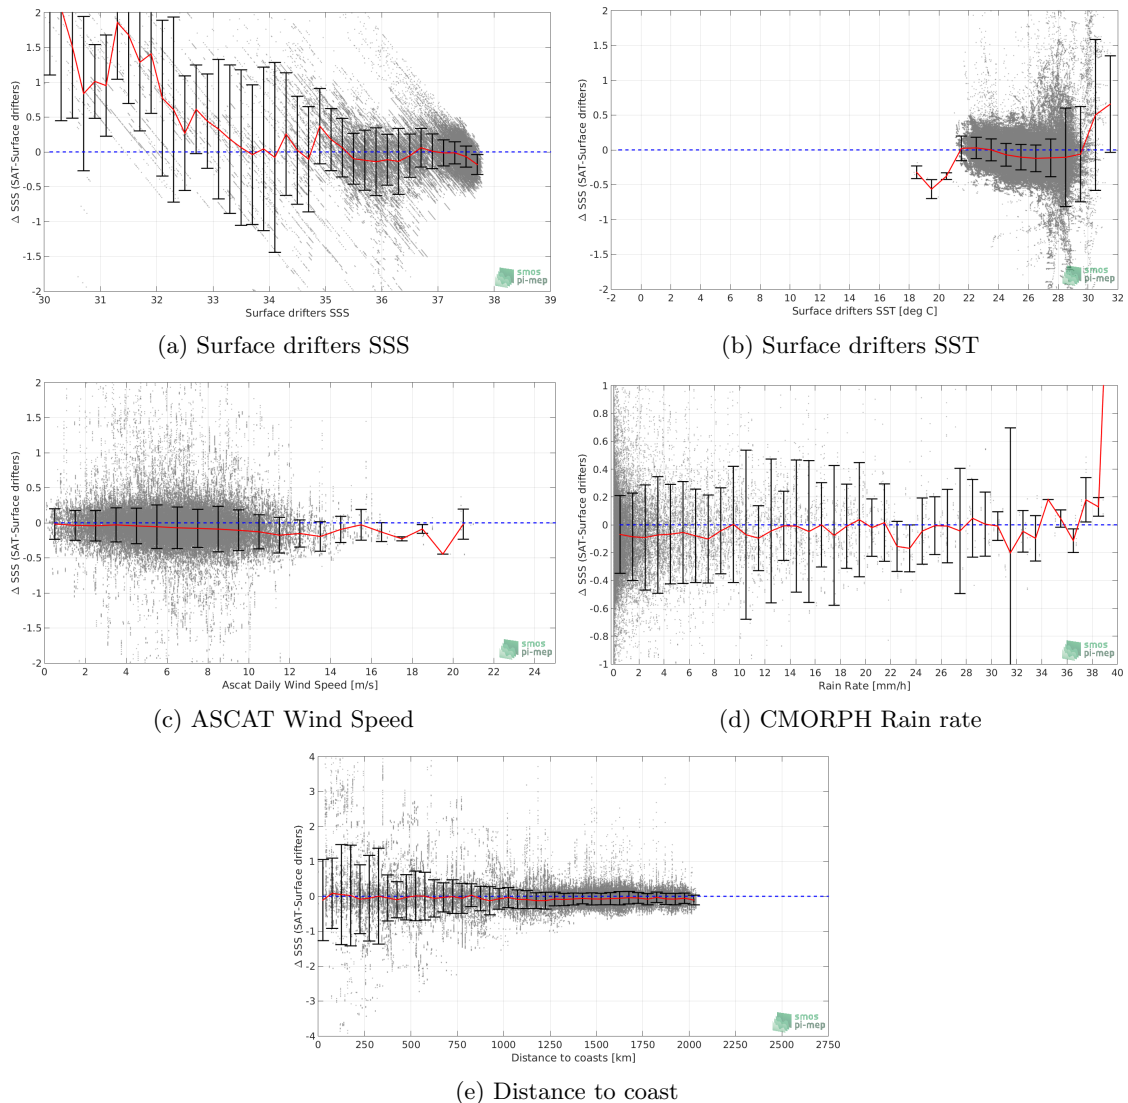 2
1.5
1
0.5
0
-0.5
-1
-1.5
-2
Δ SSS (SAT-Surface drifters)
30 31 32 33 34 35 36 37 38 39
Surface drifters SSS
smos
pi-mep
(a) Surface drifters SSS
2
1.5
1
0.5
0
-0.5
-1
-1.5
-2
Δ SSS (SAT-Surface drifters)
-2 0 2 4 6 8 10 12 14 16 18 20 22 24 26 28 30 32
Surface drifters SST [deg C]
smos
pi-mep
(b) Surface drifters SST
2
1.5
1
0.5
0
-0.5
-1
-1.5
-2
Δ SSS (SAT-Surface drifters)
0 2 4 6 8 10 12 14 16 18 20 22 24
Ascat Daily Wind Speed [m/s]
smos
pi-mep
(c) ASCAT Wind Speed
1
0.8
0.6
0.4
0.2
0
-0.2
-0.4
-0.6
-0.8
-1
Δ SSS (SAT-Surface drifters)
0 2 4 6 8 10 12 14 16 18 20 22 24 26 28 30 32 34 36 38 40
Rain Rate [mm/h]
smos
pi-mep
(d) CMORPH Rain rate
4
3
2
1
0
-1
-2
-3
-4
Δ SSS (SAT-Surface drifters)
0 250 500 750 1000 1250 1500 1750 2000 2250 2500 2750
Distance to coasts [km]
smos
pi-mep
(e) Distance to coast